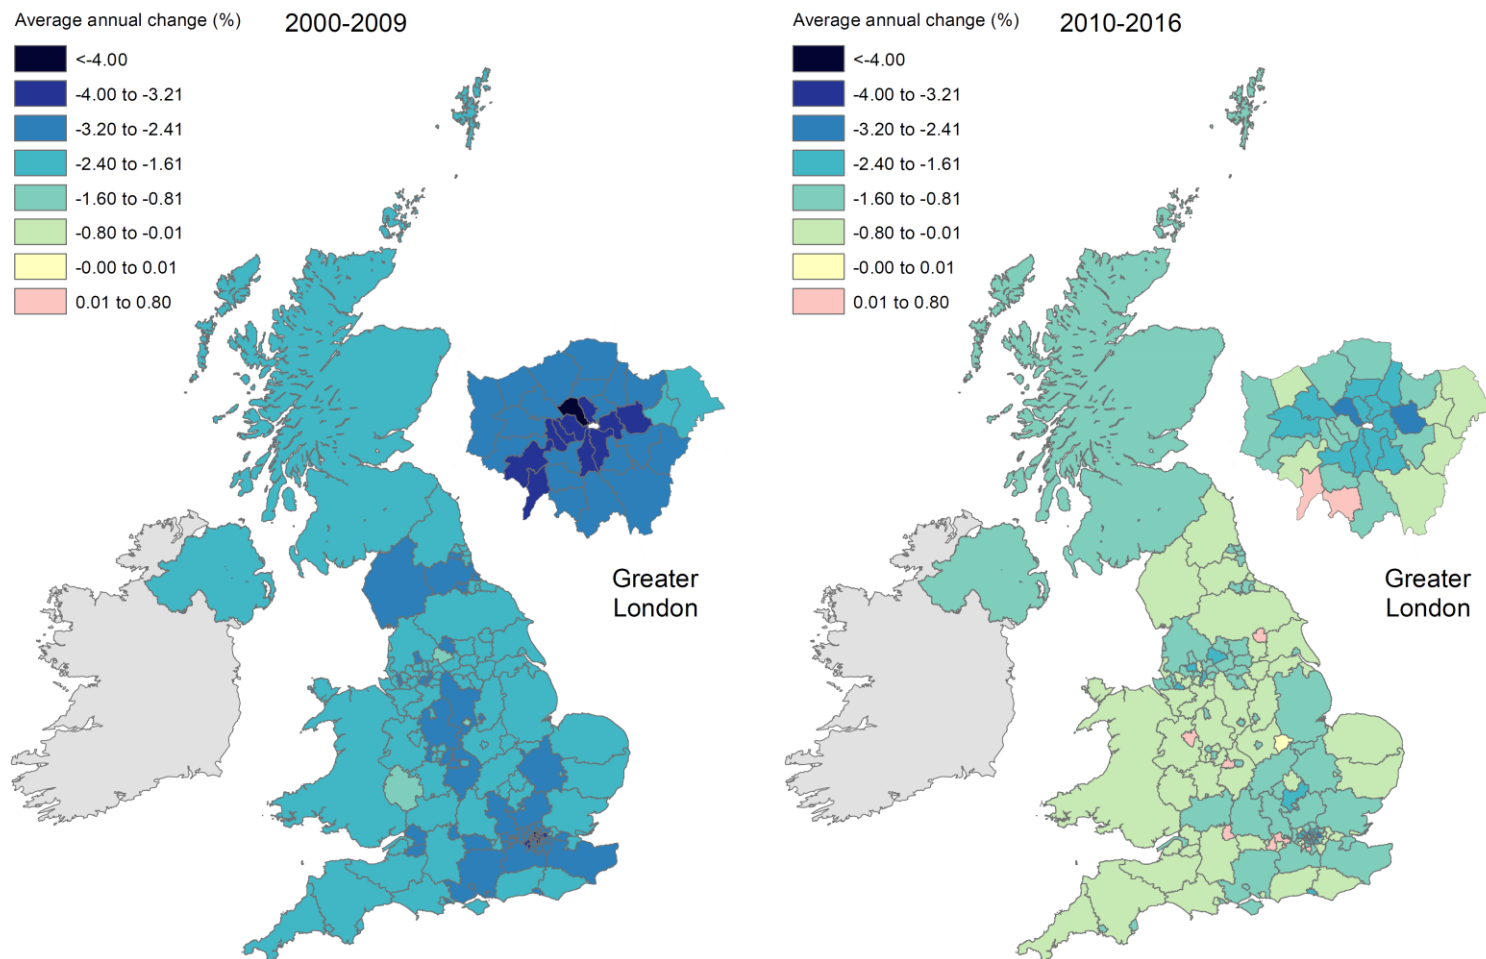 Average annual change (%)
2000-2009
<-4.00
-4.00 to -3.21
-3.20 to -2.41
-2.40 to -1.61
-1.60 to -0.81
-0.80 to -0.01
-0.00 to 0.01
0.01 to 0.80
Greater
London
Average annual change (%)
2010-2016
<-4.00
-4.00 to -3.21
-3.20 to -2.41
-2.40 to -1.61
-1.60 to -0.81
-0.80 to -0.01
-0.00 to 0.01
0.01 to 0.80
Greater
London